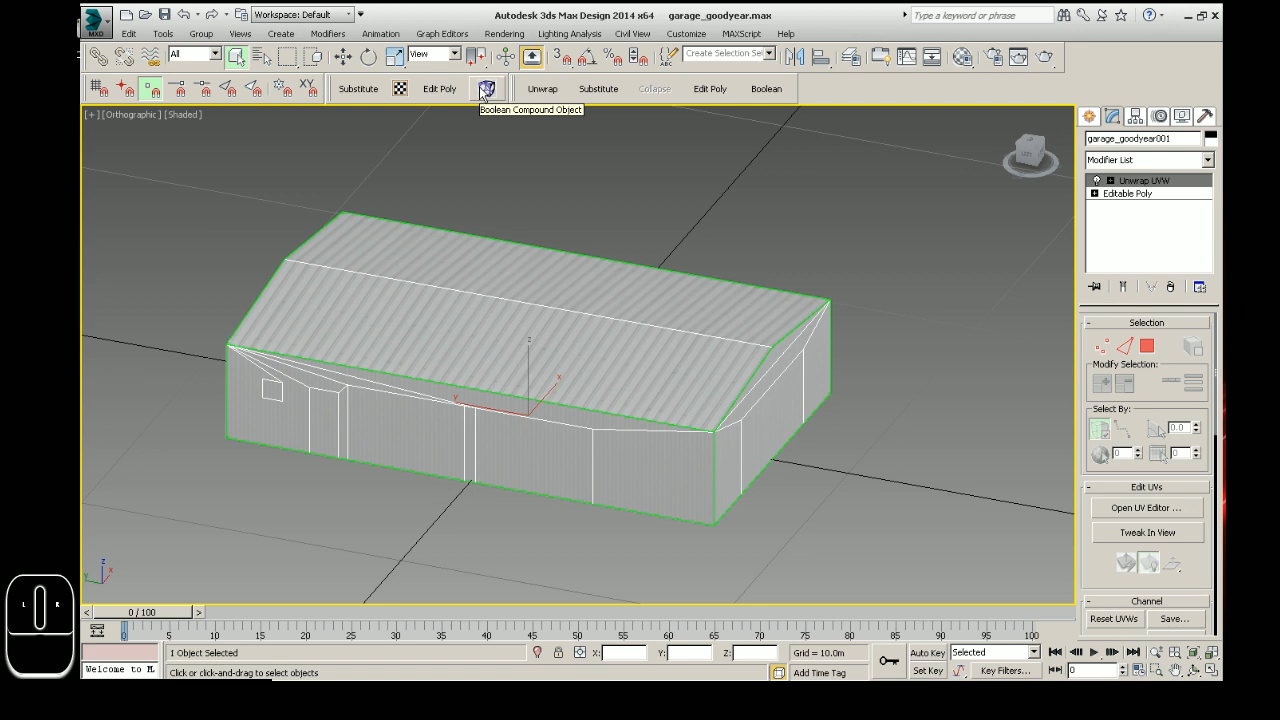 Workspace: Default
Autodesk 3ds Max Design 2014 x64
garage_goodyear.max
Type a keyword or phrase
MXD
Edit
Tools
Group
Views
Create
Modifiers
Animation
Graph Editors
Rendering
Lighting Analysis
Civil View
Customize
MAXScript
Help
All
View
Create Selection Se
Substitute
Edit Poly
Unwrap
Substitute
Collapse
Edit Poly
Boolean
Boolean Compound Object
[+] [Orthographic] [Shaded]
garage_goodyear001
Modifier List
Unwrap UVW
Editable Poly
Selection
Modify Selection:
Select By:
0.0
0
0
Edit UVs
Open UV Editor ...
Tweak In View
Channel
Reset UVWs
Save...
LEFT
z
x
y
z
x
y
L
R
< 0 / 100 >
0 5 10 15 20 25 30 35 40 45 50 55 60 65 70 75 80 85 90 95 100
1 Object Selected
X:
Y:
Z:
Grid = 10.0m
Auto Key
Selected
Welcome to M
Click or click-and-drag to select objects
Add Time Tag
Set Key
Key Filters...
0